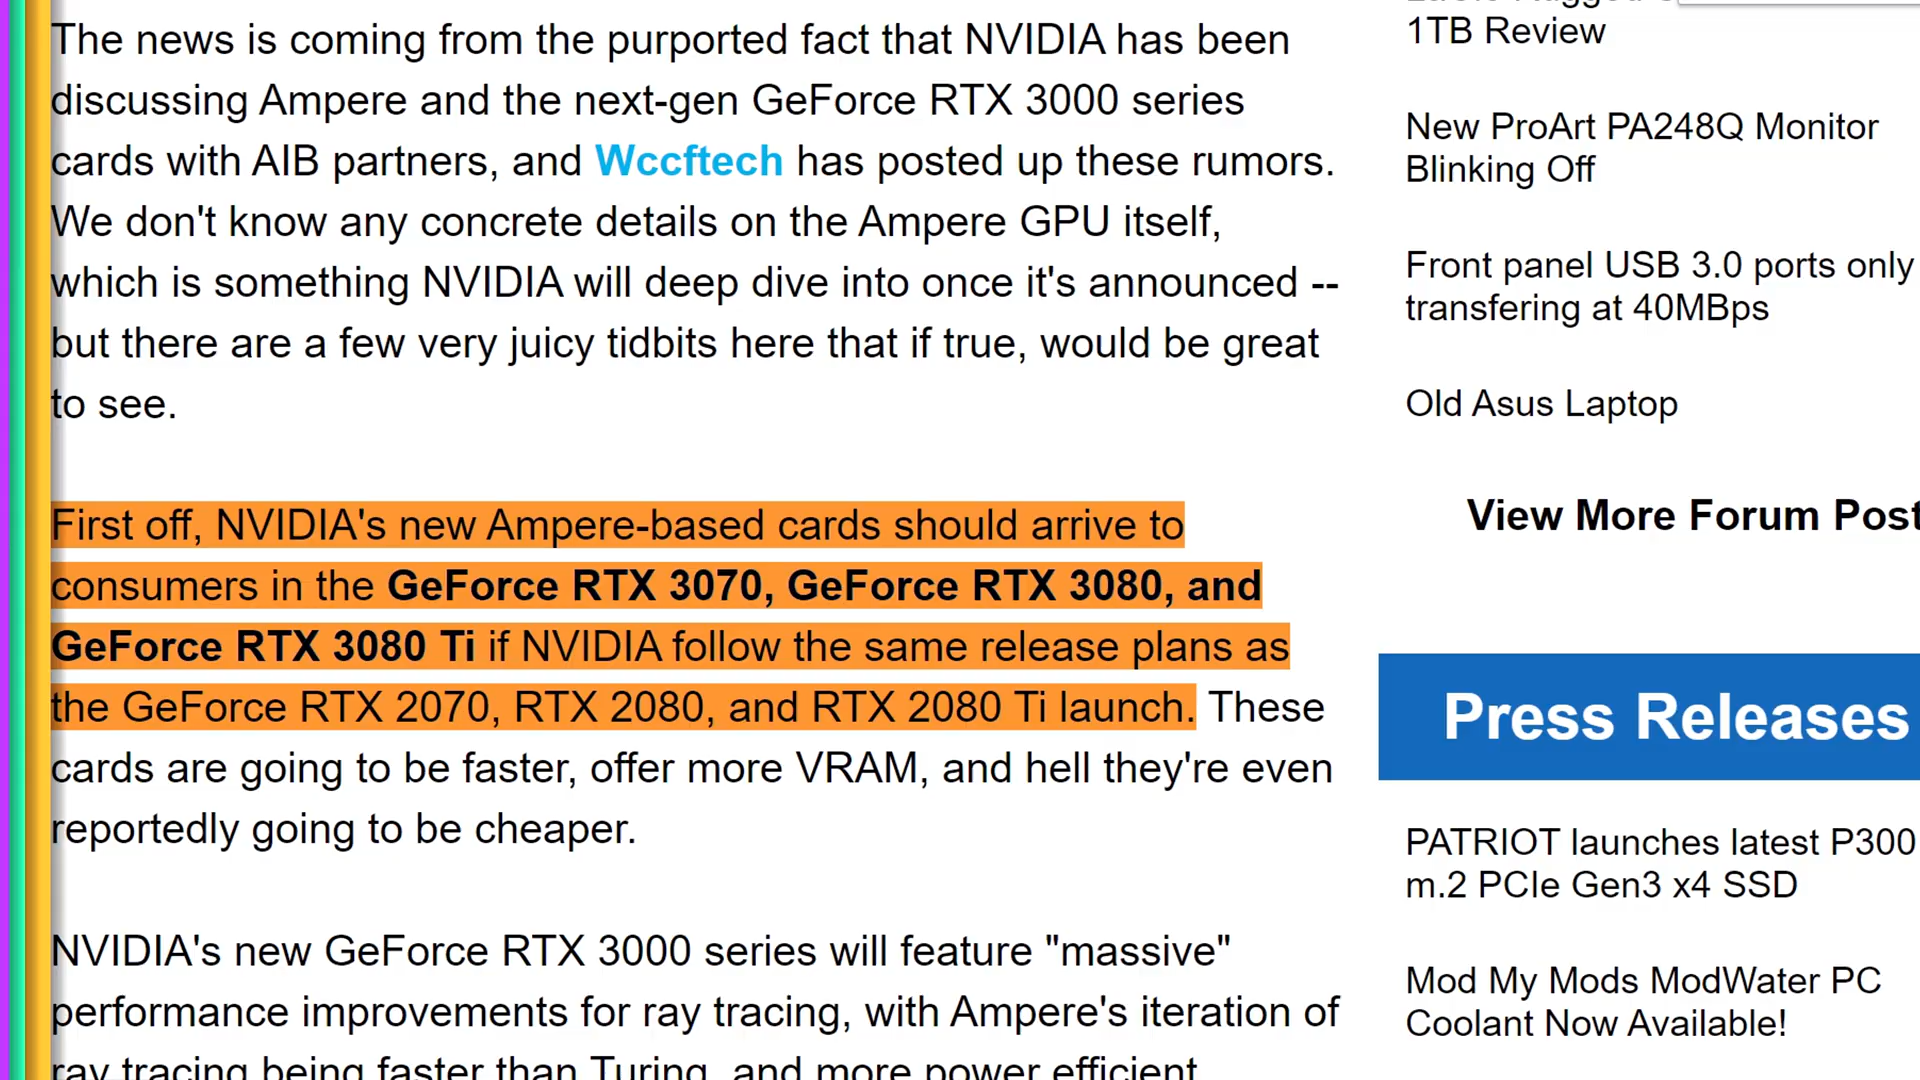 The news is coming from the purported fact that NVIDIA has been
discussing Ampere and the next-gen GeForce RTX 3000 series
cards with AIB partners, and Wccftech has posted up these rumors.
We don't know any concrete details on the Ampere GPU itself,
which is something NVIDIA will deep dive into once it's announced --
but there are a few very juicy tidbits here that if true, would be great
to see.
First off, NVIDIA's new Ampere-based cards should arrive to
consumers in the GeForce RTX 3070, GeForce RTX 3080, and
GeForce RTX 3080 Ti if NVIDIA follow the same release plans as
the GeForce RTX 2070, RTX 2080, and RTX 2080 Ti launch. These
cards are going to be faster, offer more VRAM, and hell they're even
reportedly going to be cheaper.
NVIDIA's new GeForce RTX 3000 series will feature "massive"
performance improvements for ray tracing, with Ampere's iteration of
ray tracing being faster than Turing, and more power efficient
1TB Review
New ProArt PA248Q Monitor
Blinking Off
Front panel USB 3.0 ports only
transfering at 40MBps
Old Asus Laptop
View More Forum Post
Press Releases
PATRIOT launches latest P300
m.2 PCIe Gen3 x4 SSD
Mod My Mods ModWater PC
Coolant Now Available!